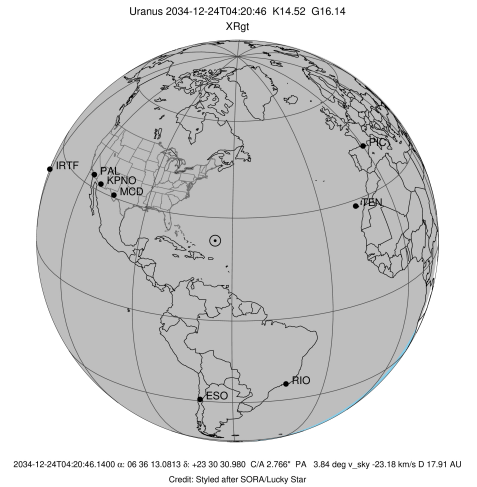 Uranus 2034-12-24T04:20:46 K14.52 G16.14
XRgt
PIC
IRTF
PAL
KPNO
MCD
TEN
RIO
ESO
2034-12-24T04:20:46.1400 α: 06 36 13.0813 δ: +23 30 30.980 C/A 2.766" PA 3.84 deg v_sky -23.18 km/s D 17.91 AU
Credit: Styled after SORA/Lucky Star